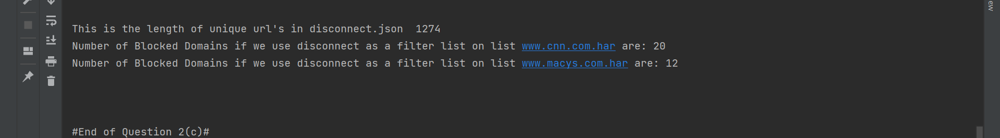 ew
This is the length of unique url's in disconnect.json  1274
Number of Blocked Domains if we use disconnect as a filter list on list www.cnn.com.har are: 20
Number of Blocked Domains if we use disconnect as a filter list on list www.macys.com.har are: 12
#End of Question 2(c)#